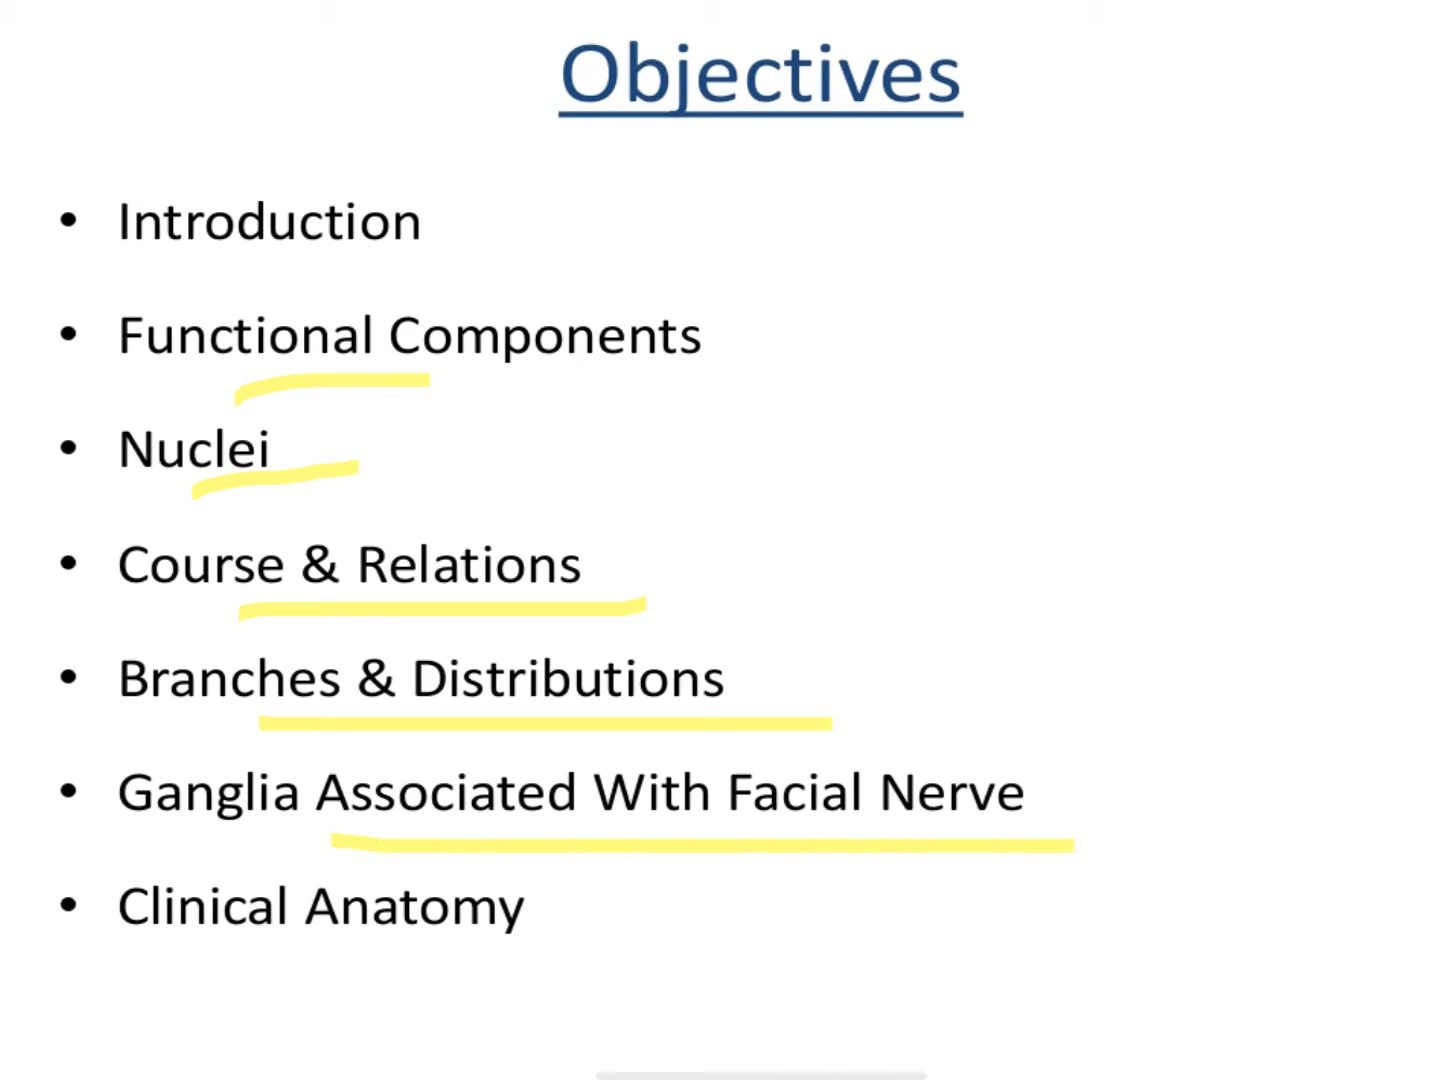 Objectives
• Introduction
• Functional Components
• Nuclei
• Course & Relations
• Branches & Distributions
• Ganglia Associated With Facial Nerve
• Clinical Anatomy